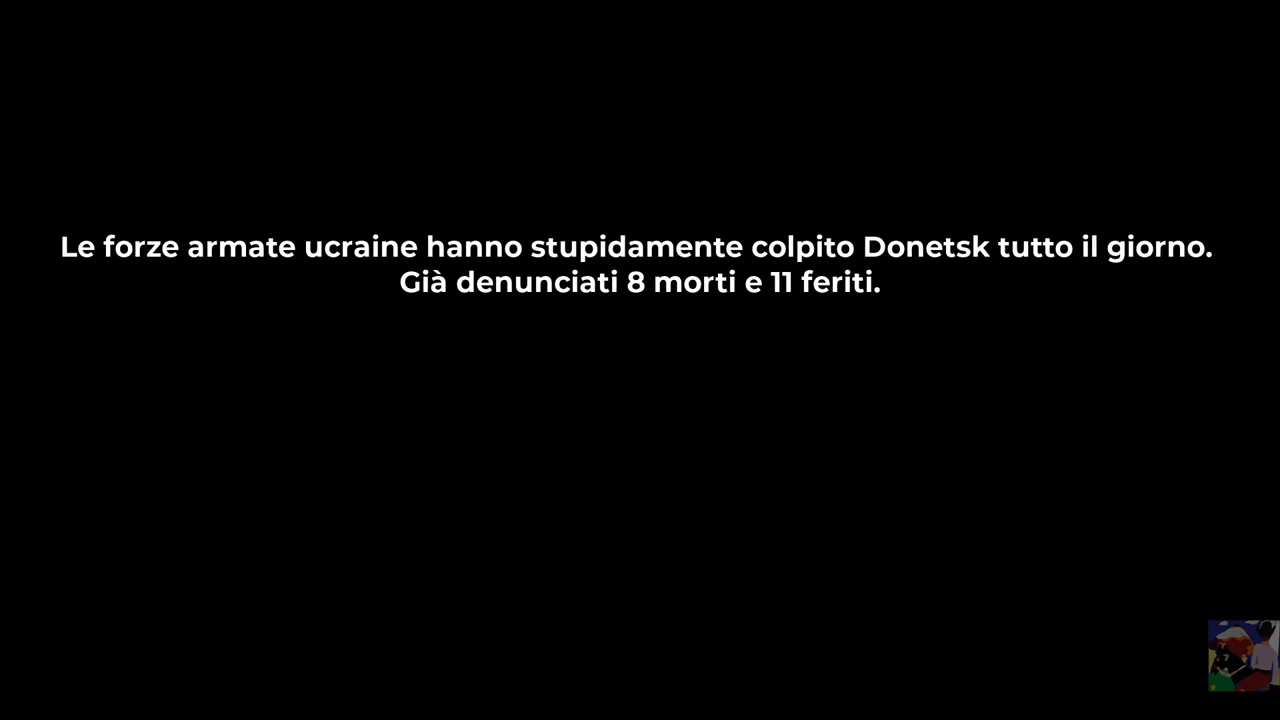 Le forze armate ucraine hanno stupidamente colpito Donetsk tutto il giorno.
Già denunciati 8 morti e 11 feriti.